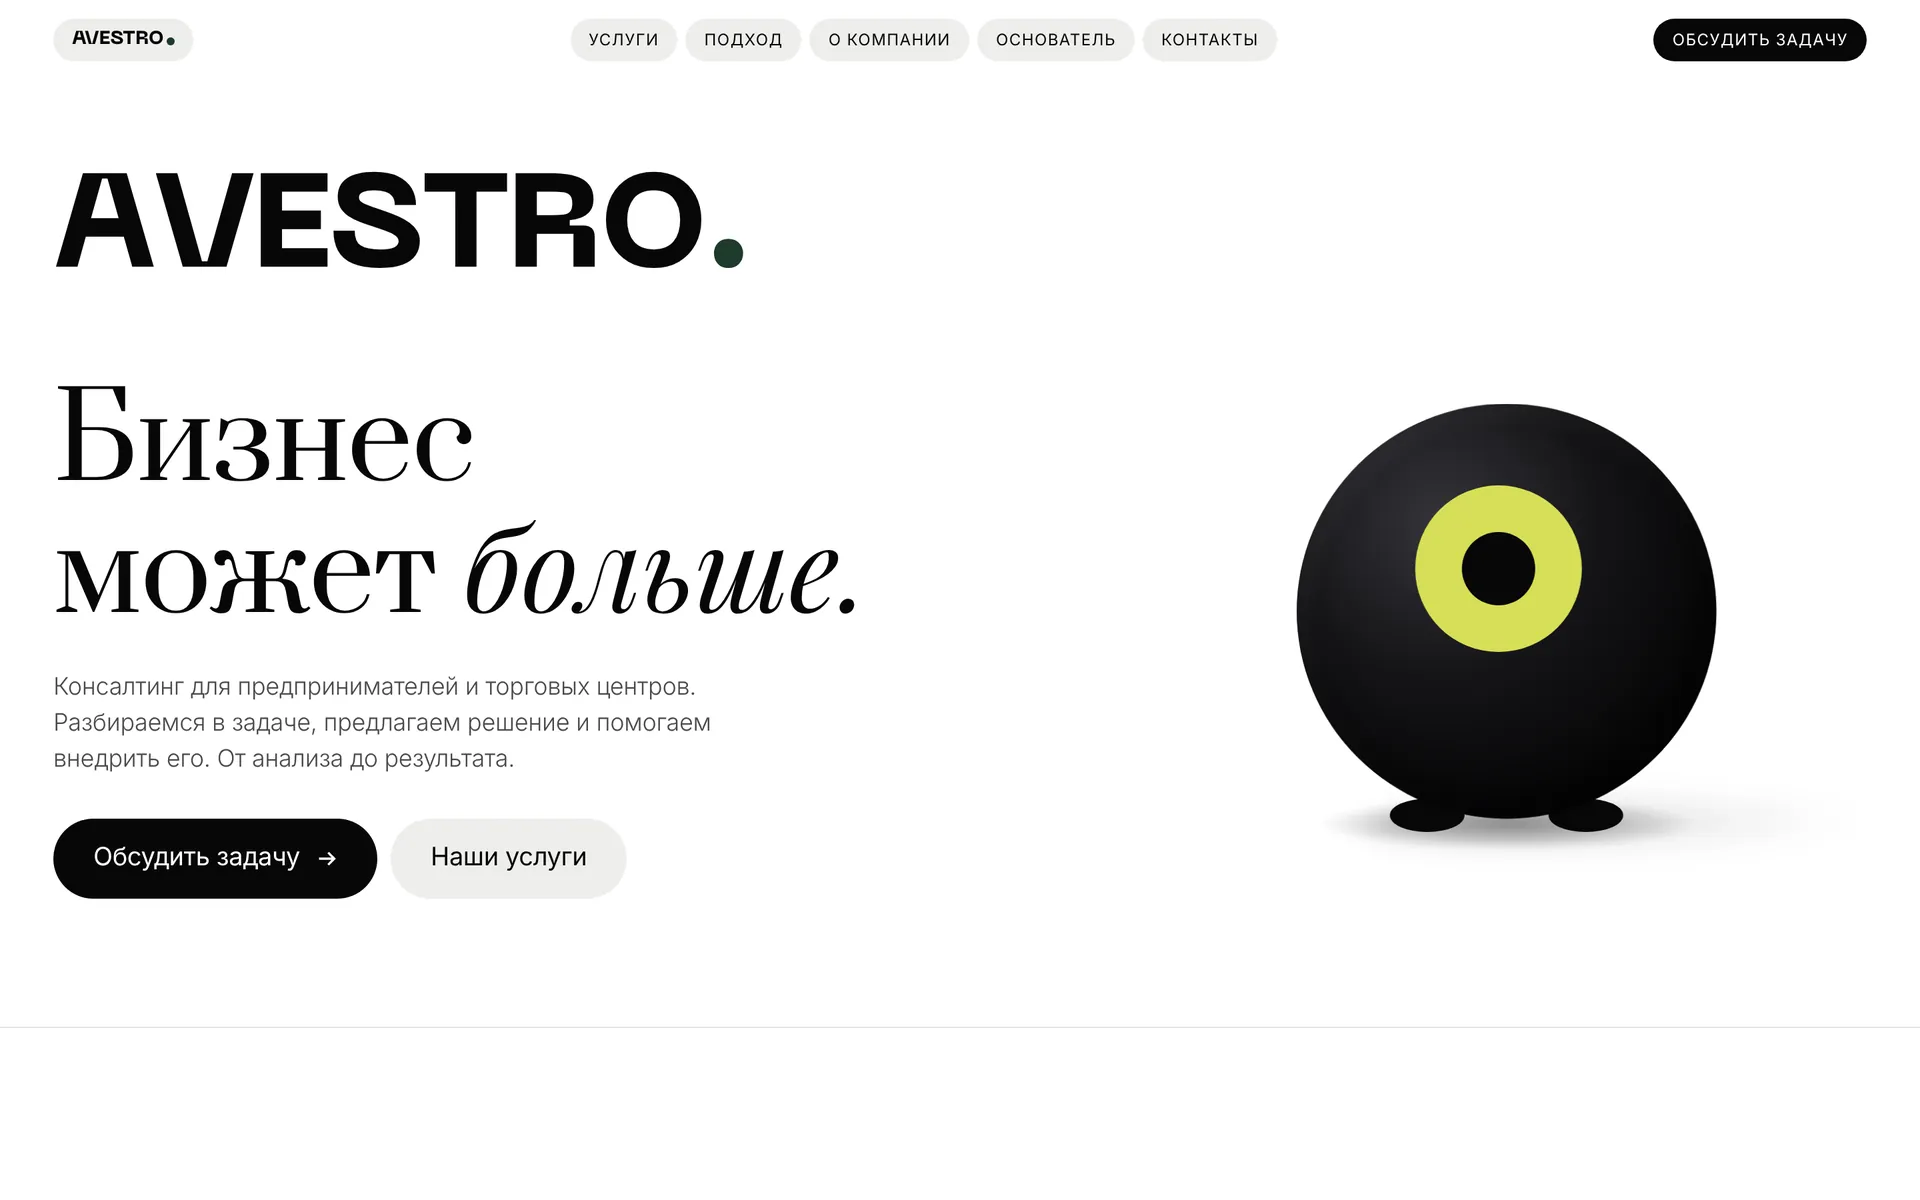 AVESTRO.
УСЛУГИ
ПОДХОД
О КОМПАНИИ
ОСНОВАТЕЛЬ
КОНТАКТЫ
ОБСУДИТЬ ЗАДАЧУ
AVESTRO.
Бизнес
может больше.
Консалтинг для предпринимателей и торговых центров.
Разбираемся в задаче, предлагаем решение и помогаем
внедрить его. От анализа до результата.
Обсудить задачу →
Наши услуги